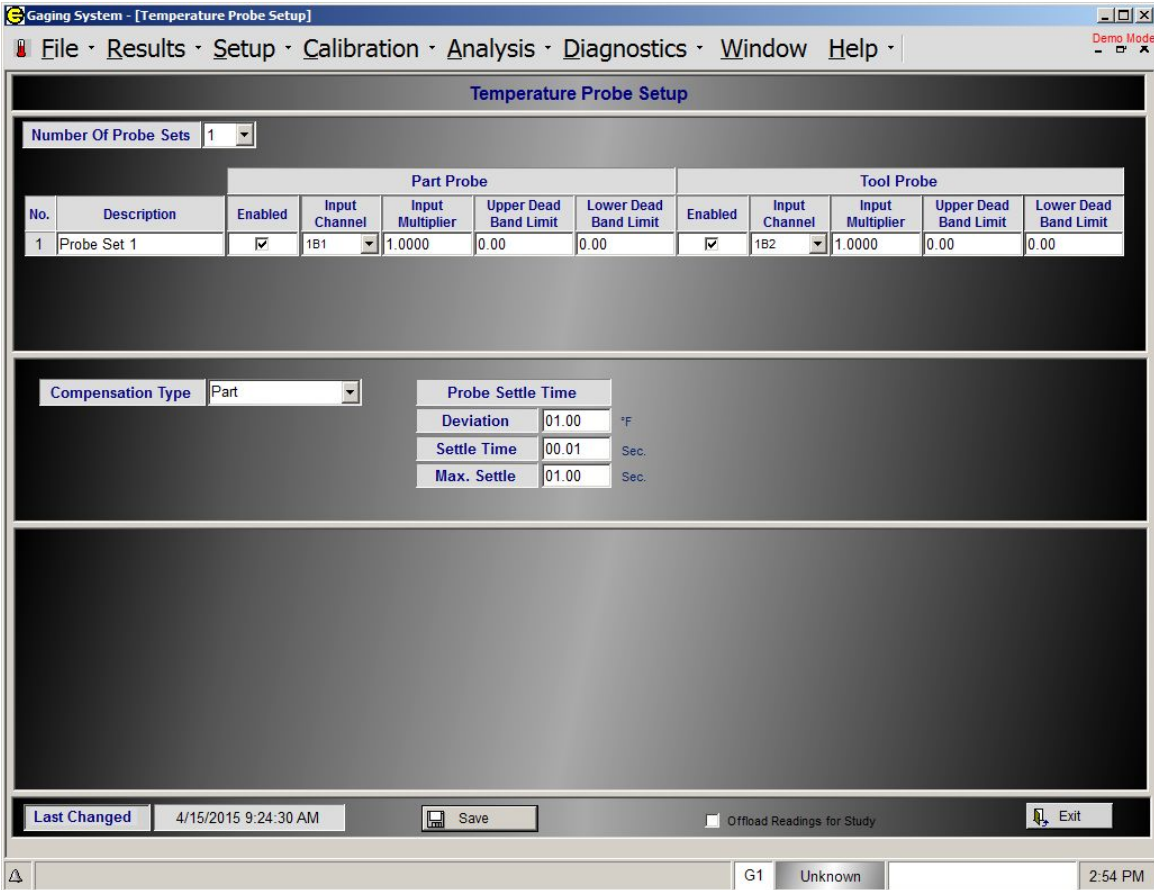 Gaging System - [Temperature Probe Setup]
File Results Setup Calibration Analysis Diagnostics Window Help Demo Mode
Temperature Probe Setup
Number Of Probe Sets 1
Part Probe Tool Probe
No. Description Enabled Input Channel Input Multiplier Upper Dead Band Limit Lower Dead Band Limit Enabled Input Channel Input Multiplier Upper Dead Band Limit Lower Dead Band Limit
1 Probe Set 1 1B1 1.0000 0.00 0.00 1B2 1.0000 0.00 0.00
Compensation Type Part Probe Settle Time
Deviation 01.00 °F
Settle Time 00.01 Sec.
Max. Settle 01.00 Sec.
Last Changed 4/15/2015 9:24:30 AM Save Offload Readings for Study Exit
G1 Unknown 2:54 PM